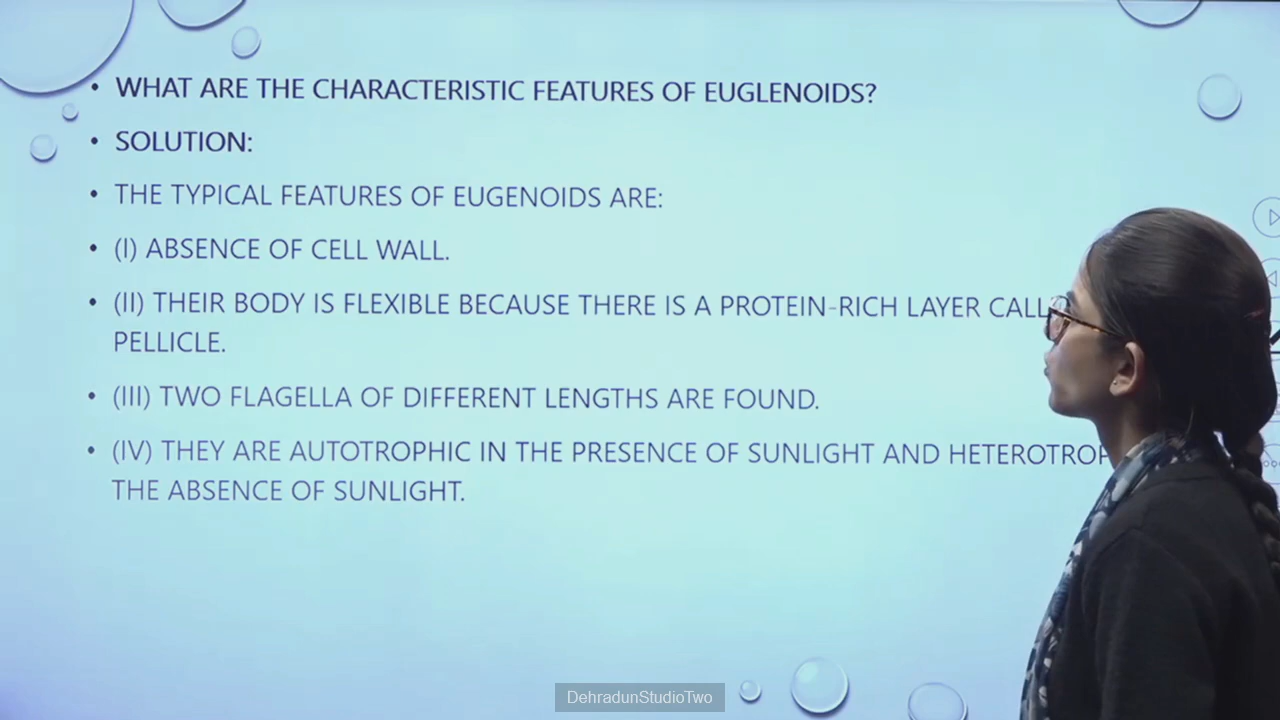 • WHAT ARE THE CHARACTERISTIC FEATURES OF EUGLENOIDS?
• SOLUTION:
• THE TYPICAL FEATURES OF EUGENOIDS ARE:
• (I) ABSENCE OF CELL WALL.
• (II) THEIR BODY IS FLEXIBLE BECAUSE THERE IS A PROTEIN-RICH LAYER CALL
PELLICLE.
• (III) TWO FLAGELLA OF DIFFERENT LENGTHS ARE FOUND.
• (IV) THEY ARE AUTOTROPHIC IN THE PRESENCE OF SUNLIGHT AND HETEROTROP
THE ABSENCE OF SUNLIGHT.
DehradunStudioTwo